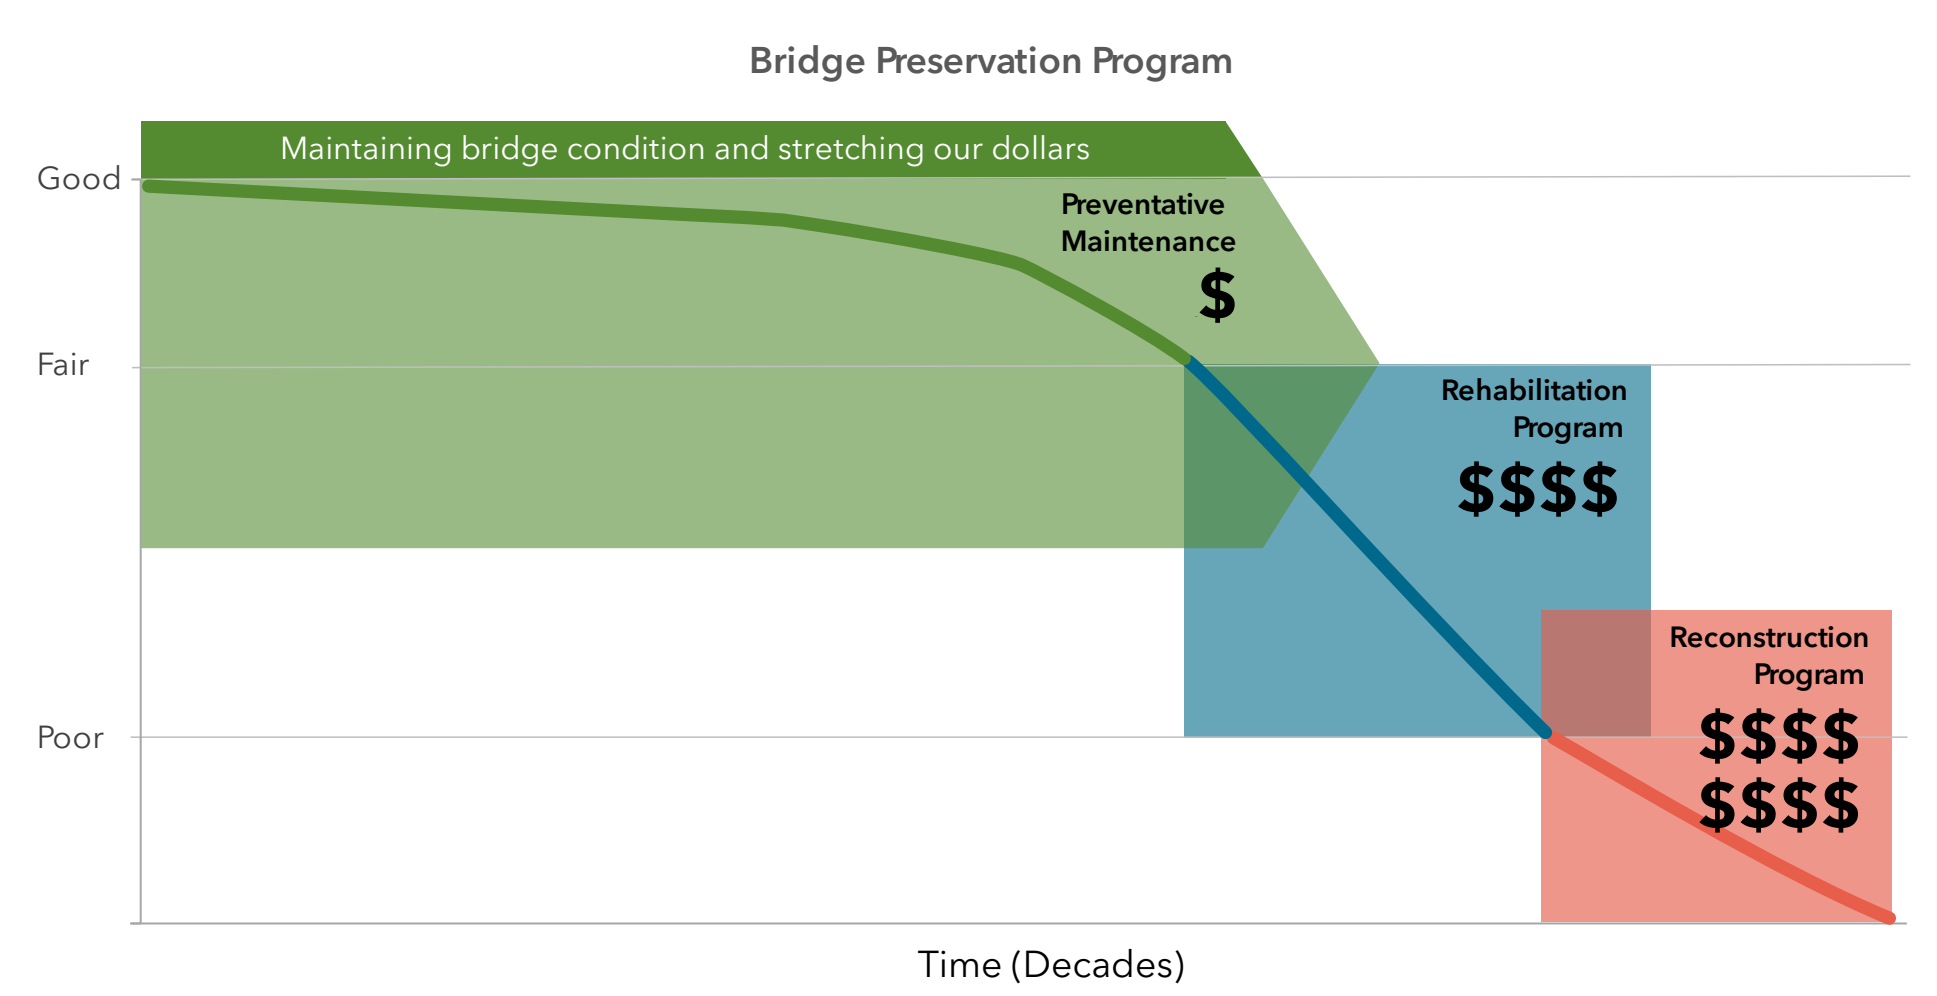 Bridge Preservation Program
Maintaining bridge condition and stretching our dollars
Good
Preventative
Maintenance
$
Fair
Rehabilitation
Program
$$$$
Reconstruction
Program
Poor
$$$$
$$$$
Time (Decades)